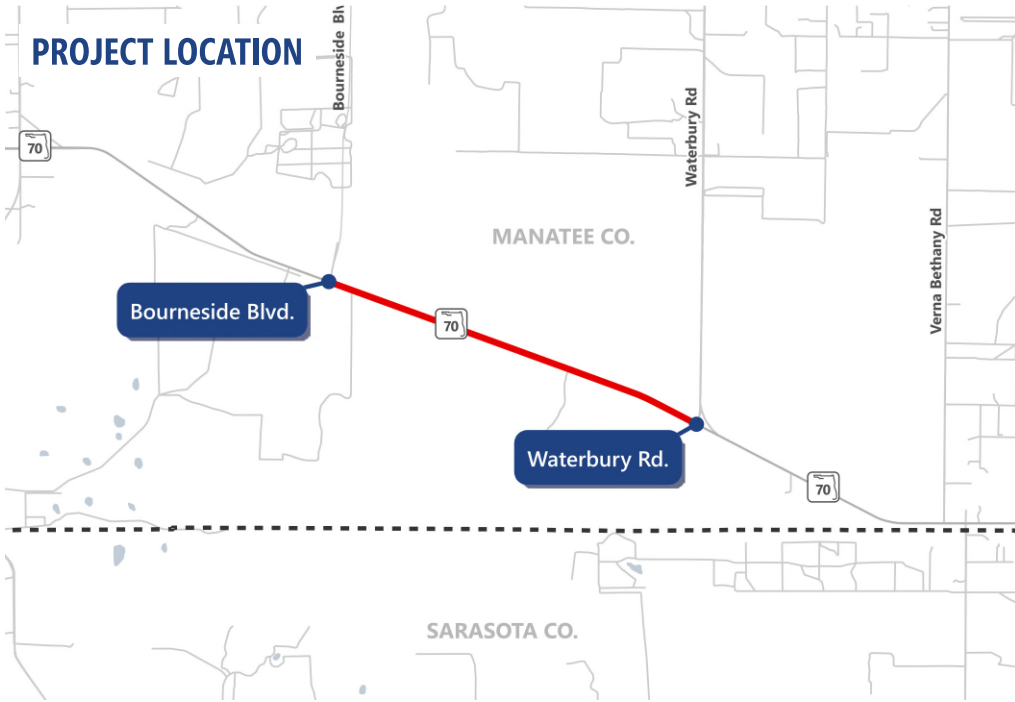 PROJECT LOCATION
Bourneside Blv
Waterbury Rd
70
MANATEE CO.
Verna Bethany Rd
Bourneside Blvd.
70
Waterbury Rd.
70
SARASOTA CO.